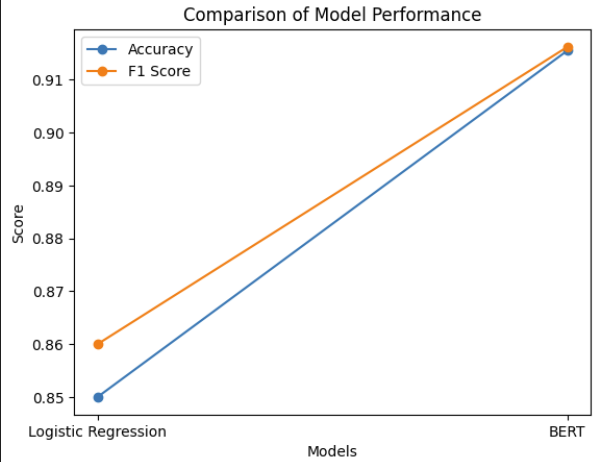 Comparison of Model Performance
Accuracy
F1 Score
0.91
0.90
0.89
0.88
0.87
0.86
0.85
Score
Logistic Regression
BERT
Models